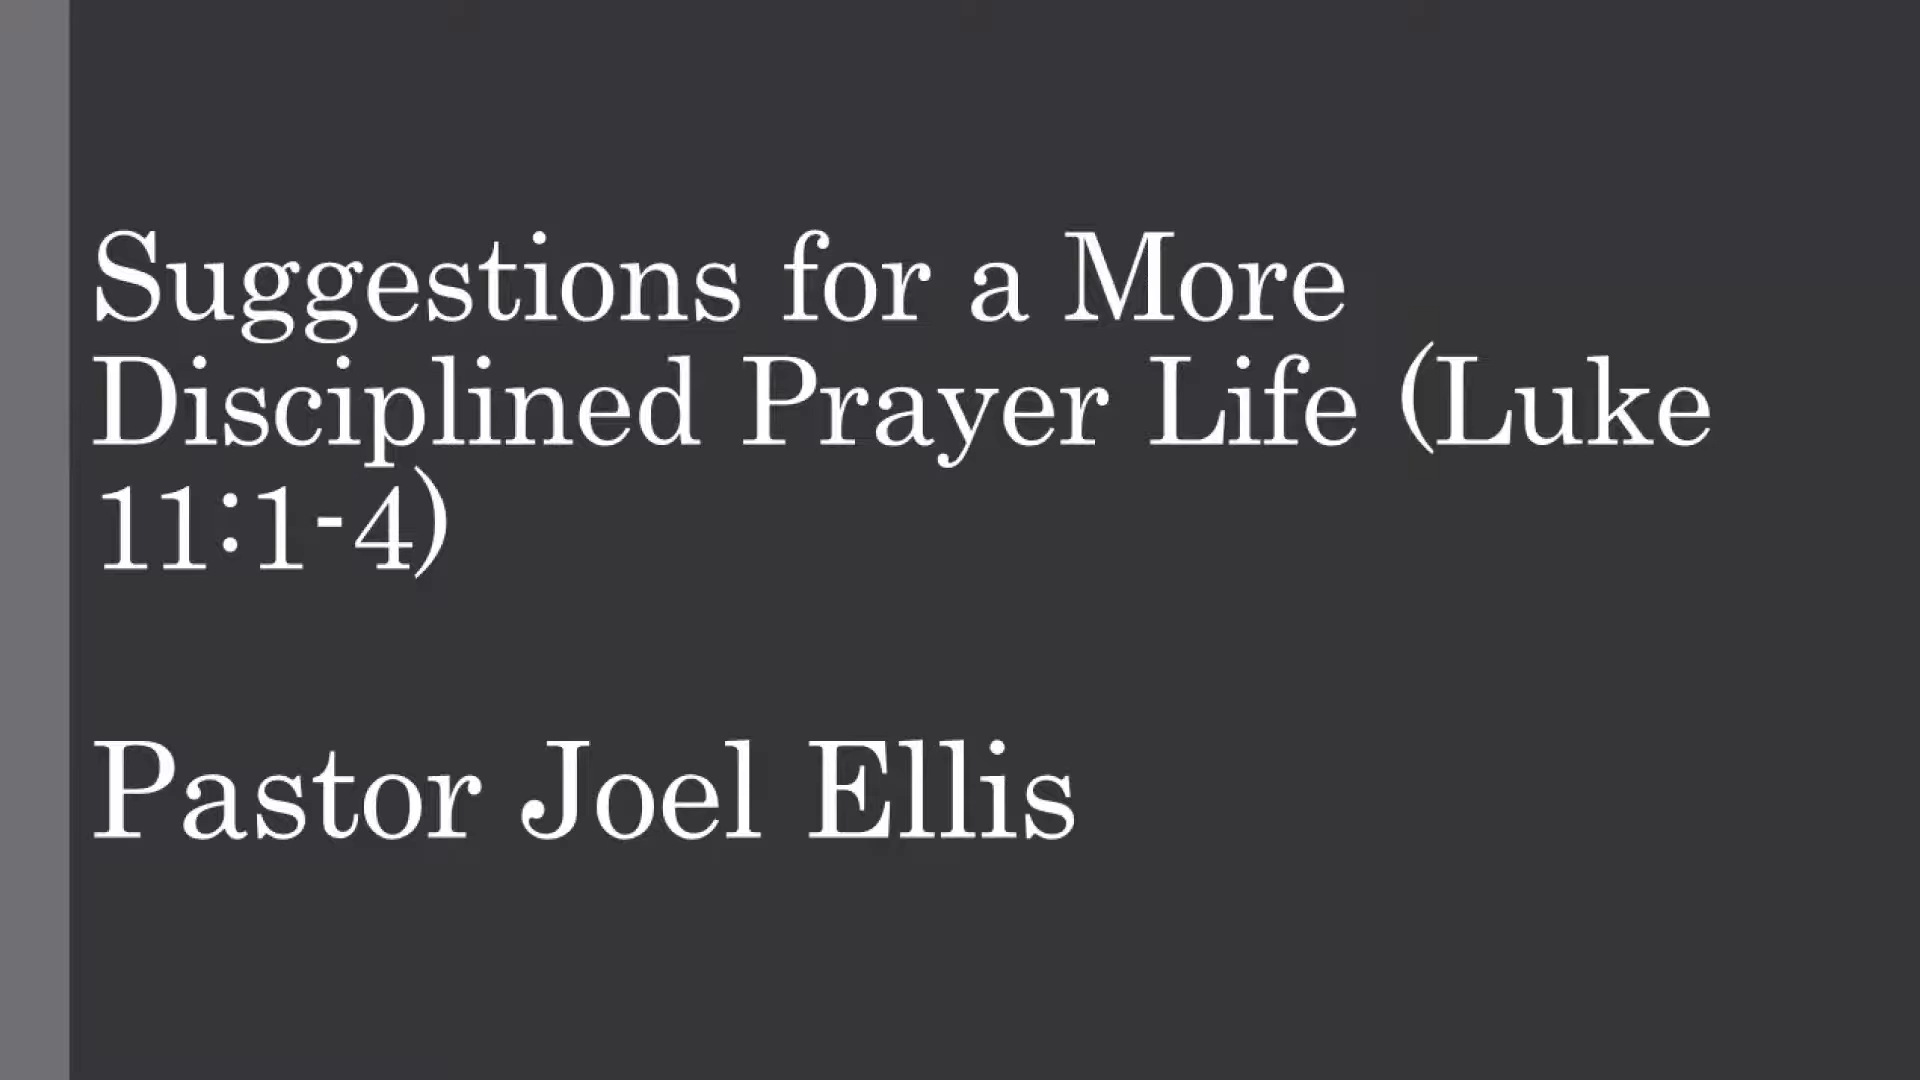 Suggestions for a More
Disciplined Prayer Life (Luke
11:1-4)
Pastor Joel Ellis